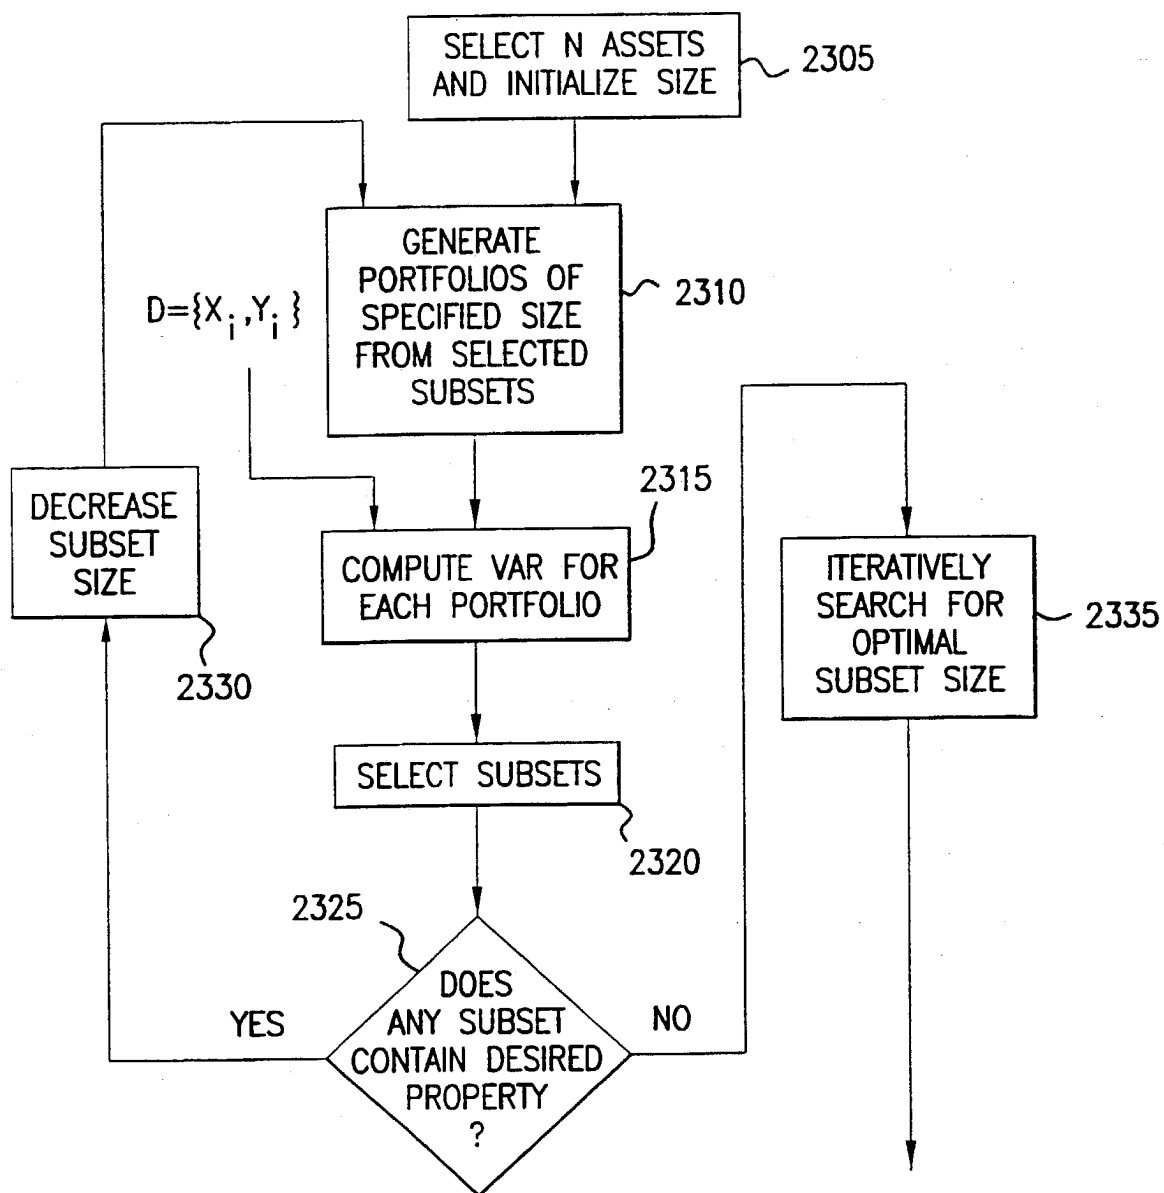 SELECT N ASSETS
AND INITIALIZE SIZE
2305
GENERATE
PORTFOLIOS OF
SPECIFIED SIZE
FROM SELECTED
SUBSETS
2310
D={X_i,Y_i}
DECREASE
SUBSET
SIZE
2330
2315
COMPUTE VAR FOR
EACH PORTFOLIO
ITERATIVELY
SEARCH FOR
OPTIMAL
SUBSET SIZE
2335
SELECT SUBSETS
2320
2325
DOES
ANY SUBSET
CONTAIN DESIRED
PROPERTY
?
YES
NO